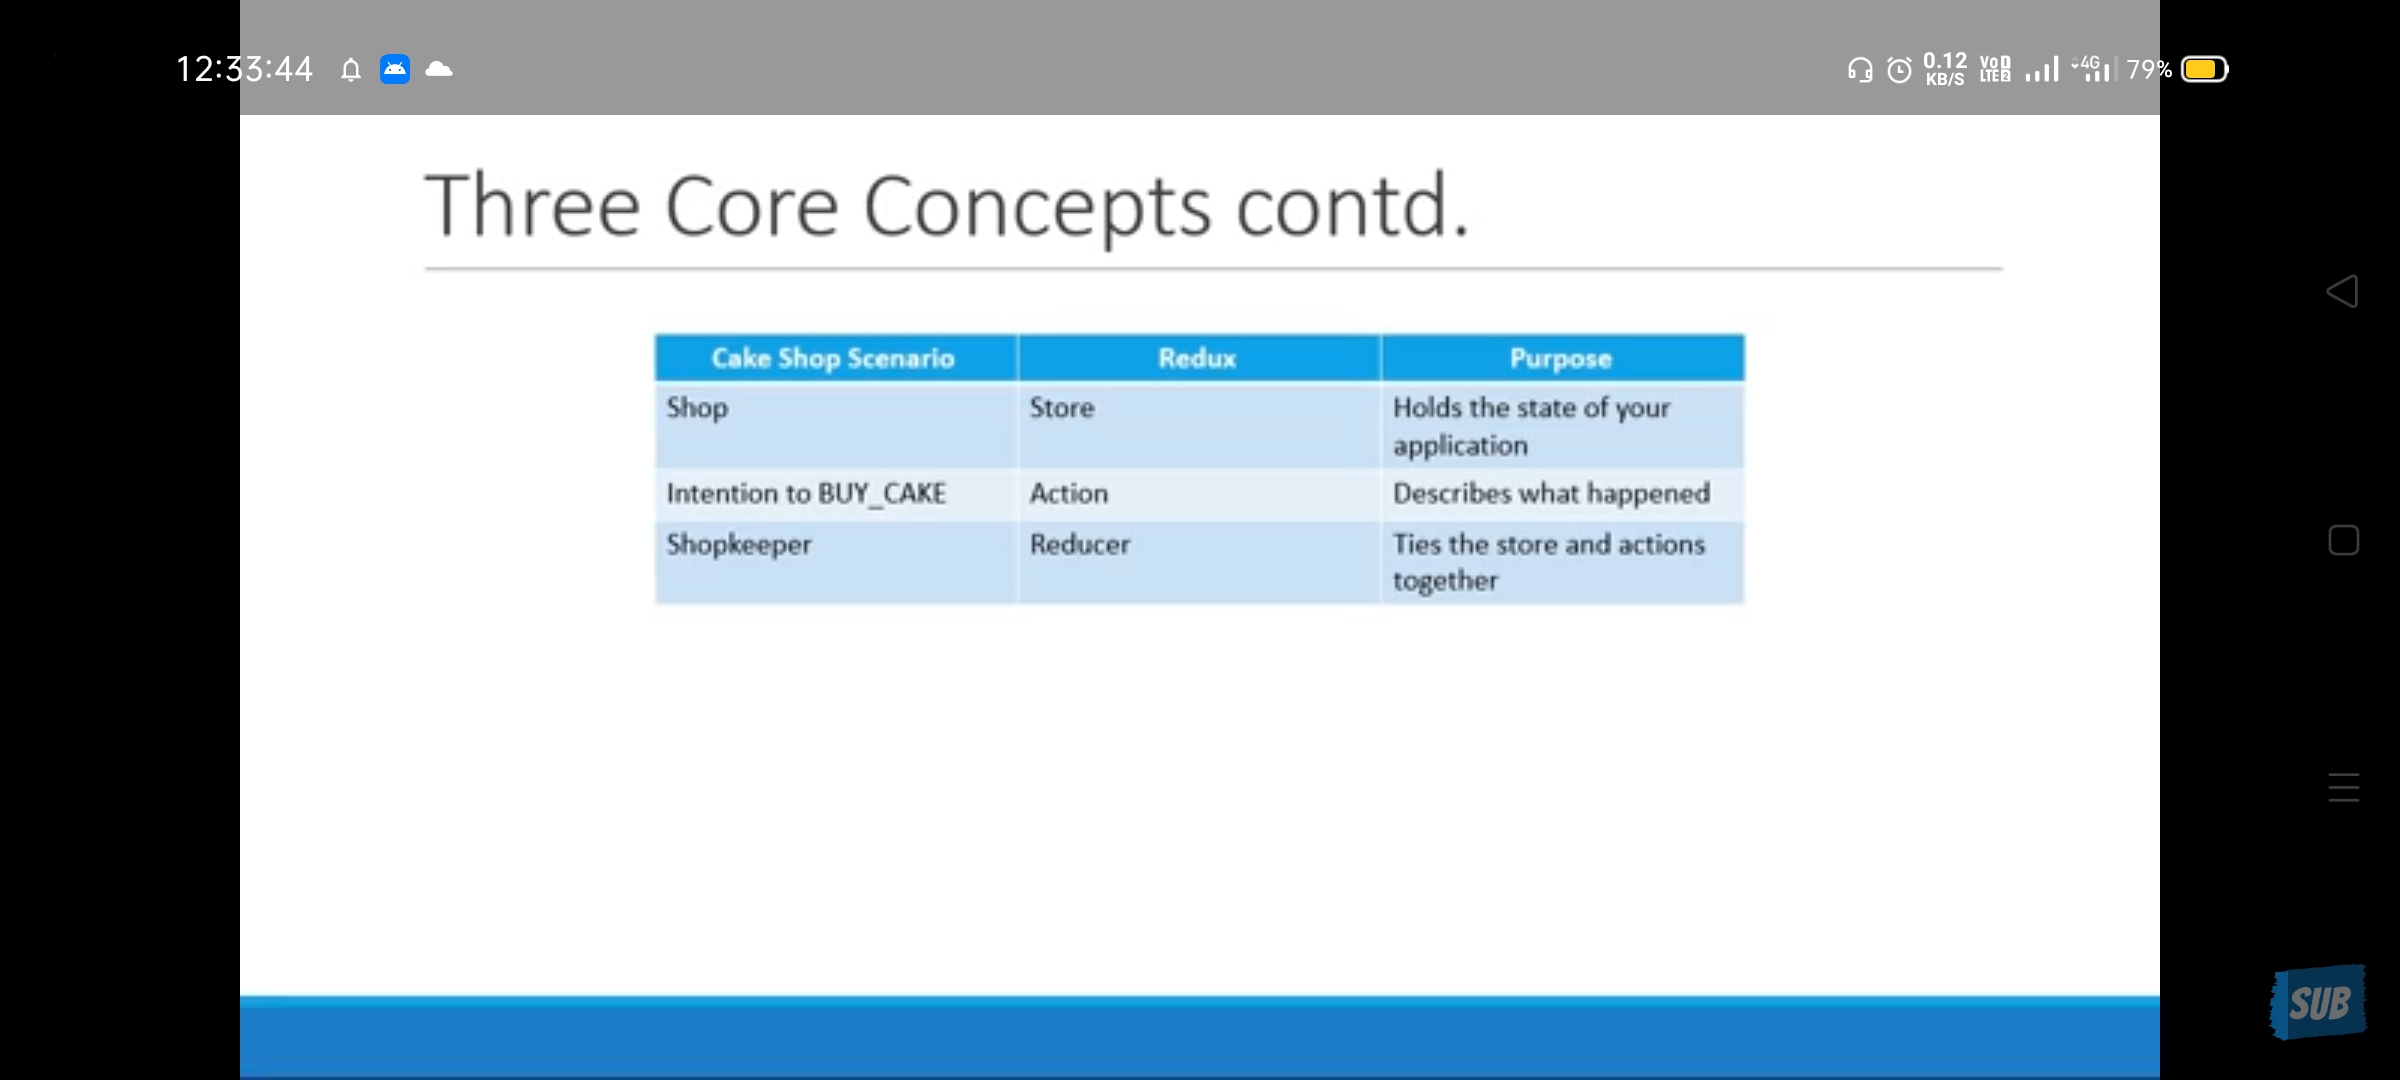 12:33:44
0.12 KB/S VoLTE 2 4G 79%
Three Core Concepts contd.
Cake Shop Scenario Redux Purpose
Shop Store Holds the state of your
application
Intention to BUY_CAKE Action Describes what happened
Shopkeeper Reducer Ties the store and actions
together
SUB